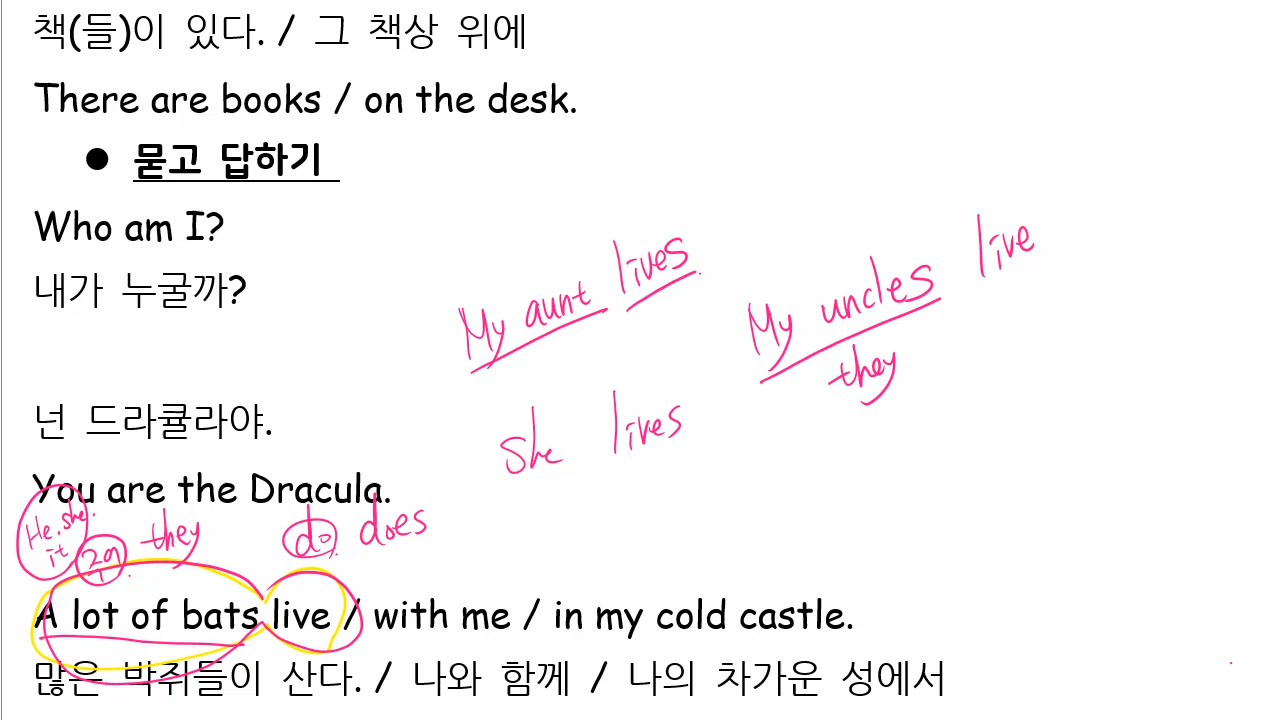 책(들)이 있다. / 그 책상 위에
There are books / on the desk.
● 묻고 답하기
Who am I?
내가 누굴까?
My aunt lives
My uncles live
they
she lives
넌 드라큘라야.
You are the Dracula.
He. she.
it
they
do does
A lot of bats live / with me / in my cold castle.
많은 박쥐들이 산다. / 나와 함께 / 나의 차가운 성에서